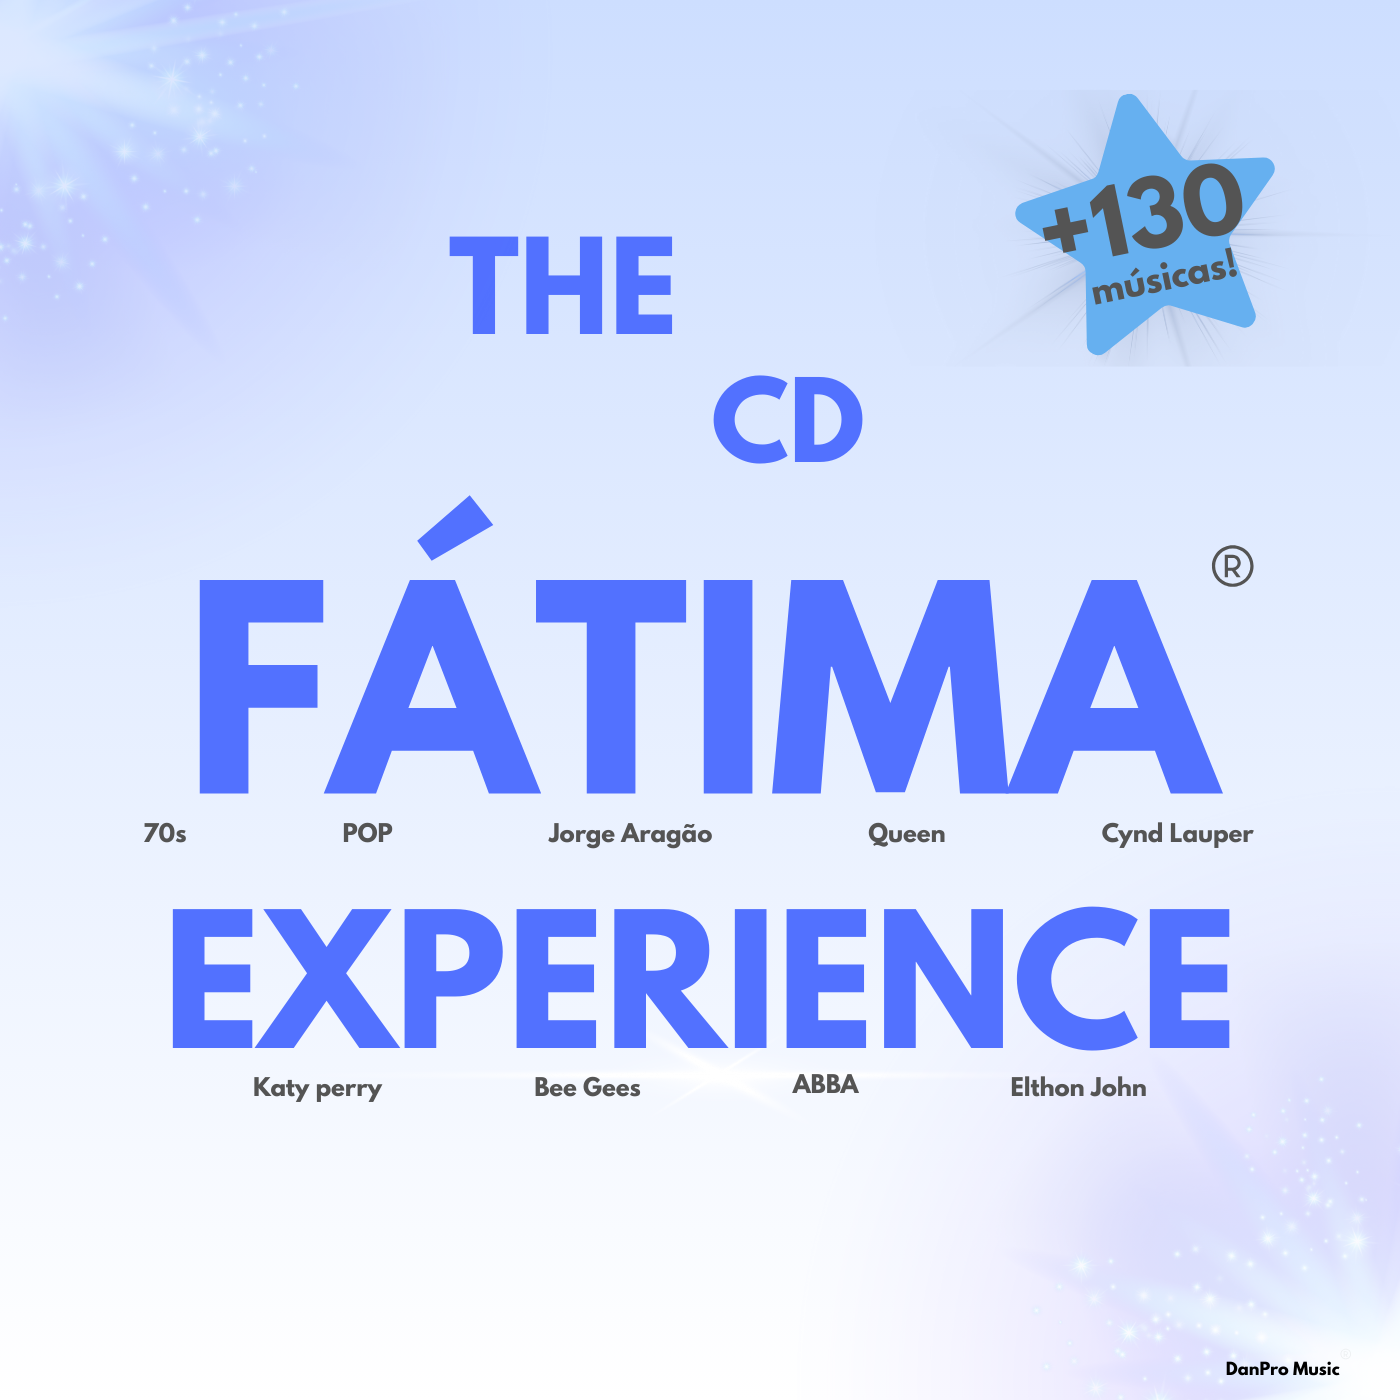 +130
músicas!
THE
CD
FÁTIMA ®
70s POP Jorge Aragão Queen Cynd Lauper
EXPERIENCE
Katy perry Bee Gees ABBA Elthon John
DanPro Music